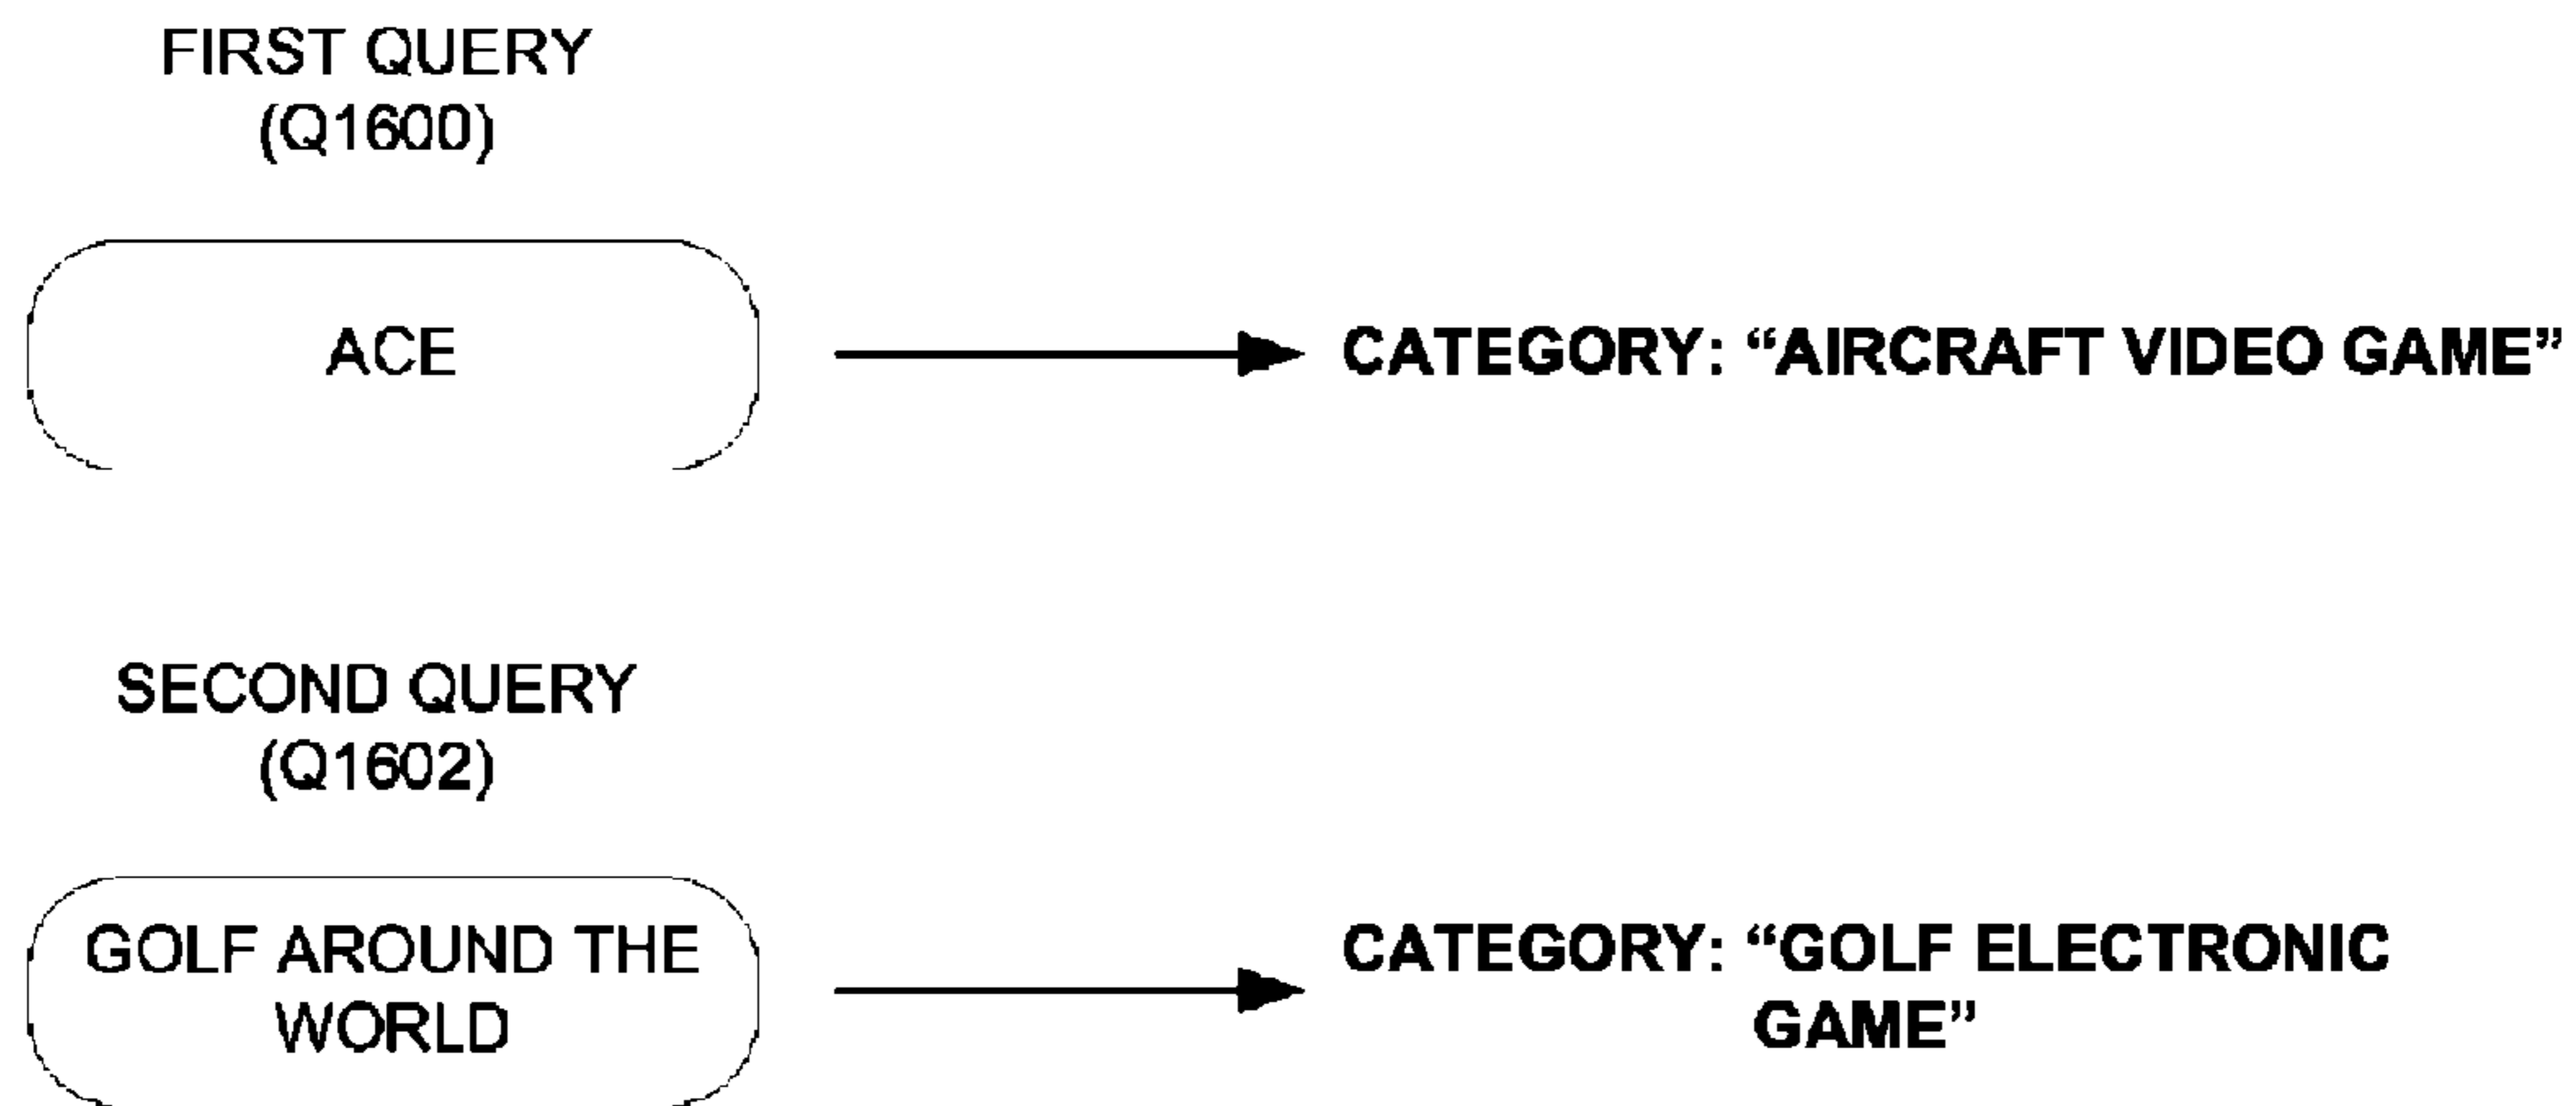 FIRST QUERY
(Q1600)
ACE
CATEGORY: “AIRCRAFT VIDEO GAME”
SECOND QUERY
(Q1602)
GOLF AROUND THE
WORLD
CATEGORY: “GOLF ELECTRONIC
GAME”